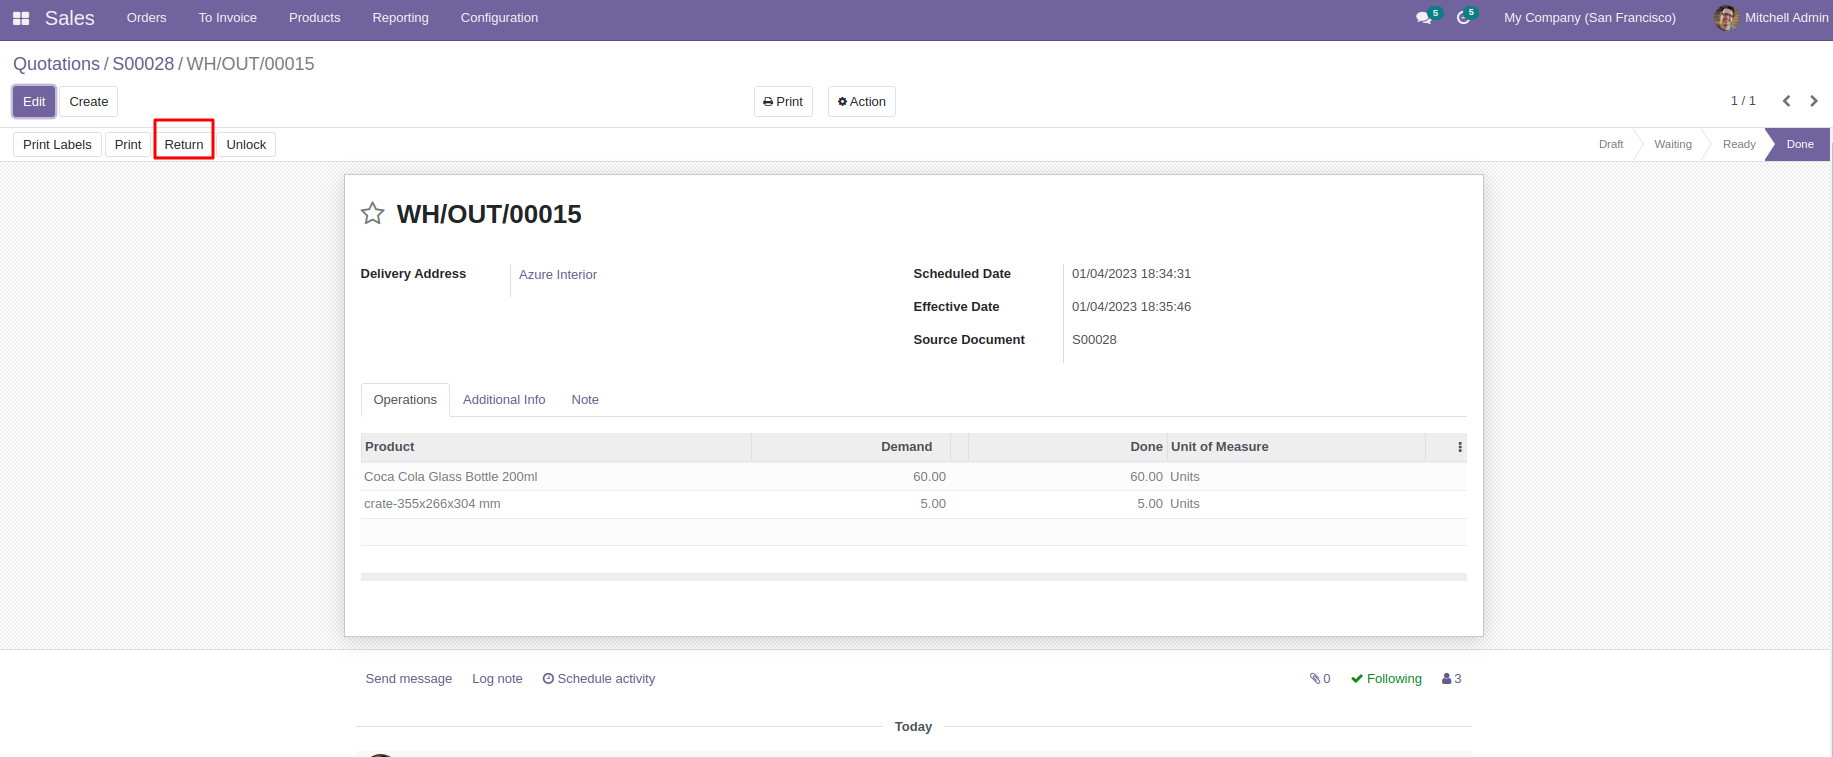 Sales Orders To Invoice Products Reporting Configuration 5 5 My Company (San Francisco) Mitchell Admin
Quotations / S00028 / WH/OUT/00015
Edit Create Print Action 1 / 1
Print Labels Print Return Unlock Draft Waiting Ready Done
WH/OUT/00015
Delivery Address Azure Interior Scheduled Date 01/04/2023 18:34:31
Effective Date 01/04/2023 18:35:46
Source Document S00028
Operations Additional Info Note
Product Demand Done Unit of Measure
Coca Cola Glass Bottle 200ml 60.00 60.00 Units
crate-355x266x304 mm 5.00 5.00 Units
Send message Log note Schedule activity 0 Following 3
Today